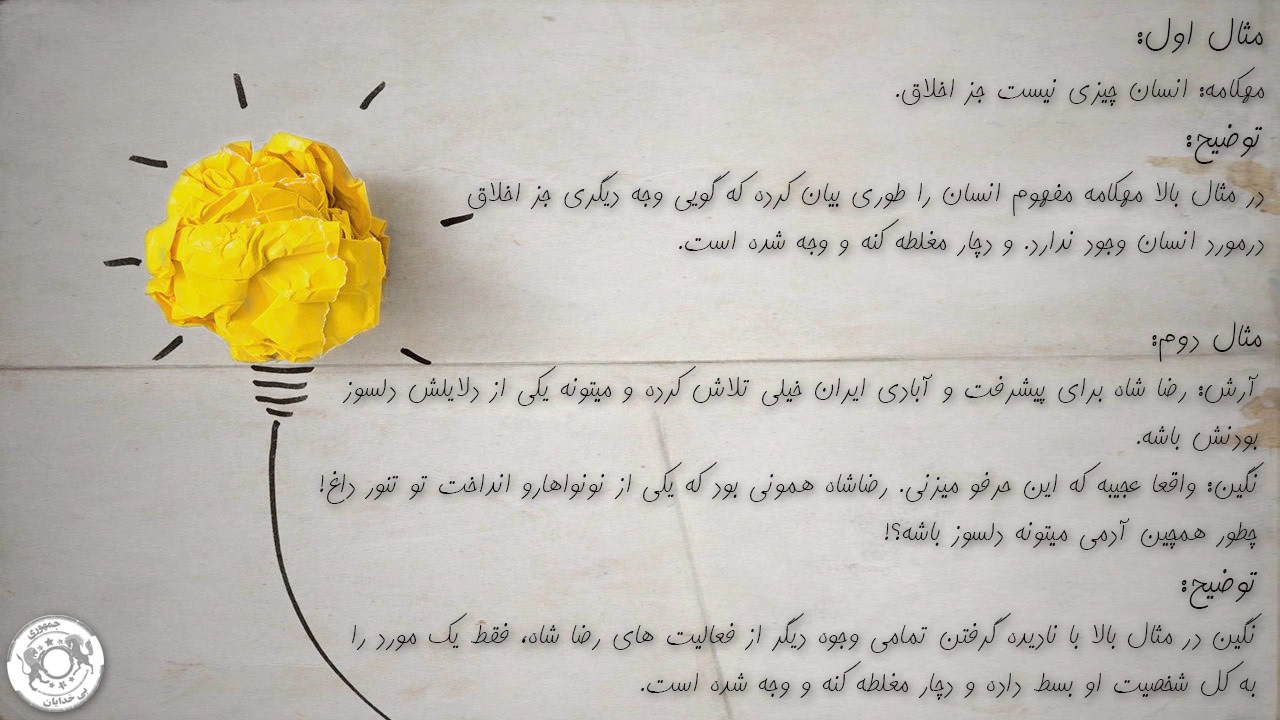 مثال اول:
مهکامه: انسان چیزی نیست جز اخلاق.
توضیح:
در مثال بالا مهکامه مفهوم انسان را طوری بیان کرده که گویی وجه دیگری جز اخلاق
درمورد انسان وجود ندارد. و دچار مغلطه کنه و وجه شده است.
مثال دوم:
آرش: رضا شاه برای پیشرفت و آبادی ایران خیلی تلاش کرده و میتونه یکی از دلایلش دلسوز
بودنش باشه.
نگین: واقعا عجیبه که این حرفو میزنی. رضاشاه همونی بود که یکی از نونواهارو انداخت تو تنور داغ!
چطور همچین آدمی میتونه دلسوز باشه؟!
توضیح:
نگین در مثال بالا با نادیده گرفتن تمامی وجوه دیگر از فعالیت های رضا شاه، فقط یک مورد را
به کل شخصیت او بسط داده و دچار مغلطه کنه و وجه شده است.
جمهوری
بی خدایان